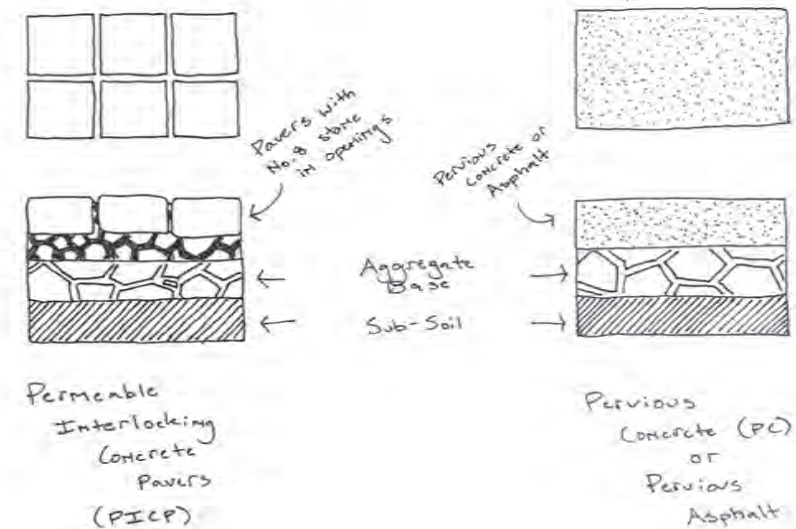 Pavers with
No. 8 stone
in openings
Pervious
Concrete or
Asphalt
Aggregate
Base
Sub-Soil
Permeable
Interlocking
Concrete
Pavers
(PICP)
Pervious
Concrete (PC)
or
Pervious
Asphalt